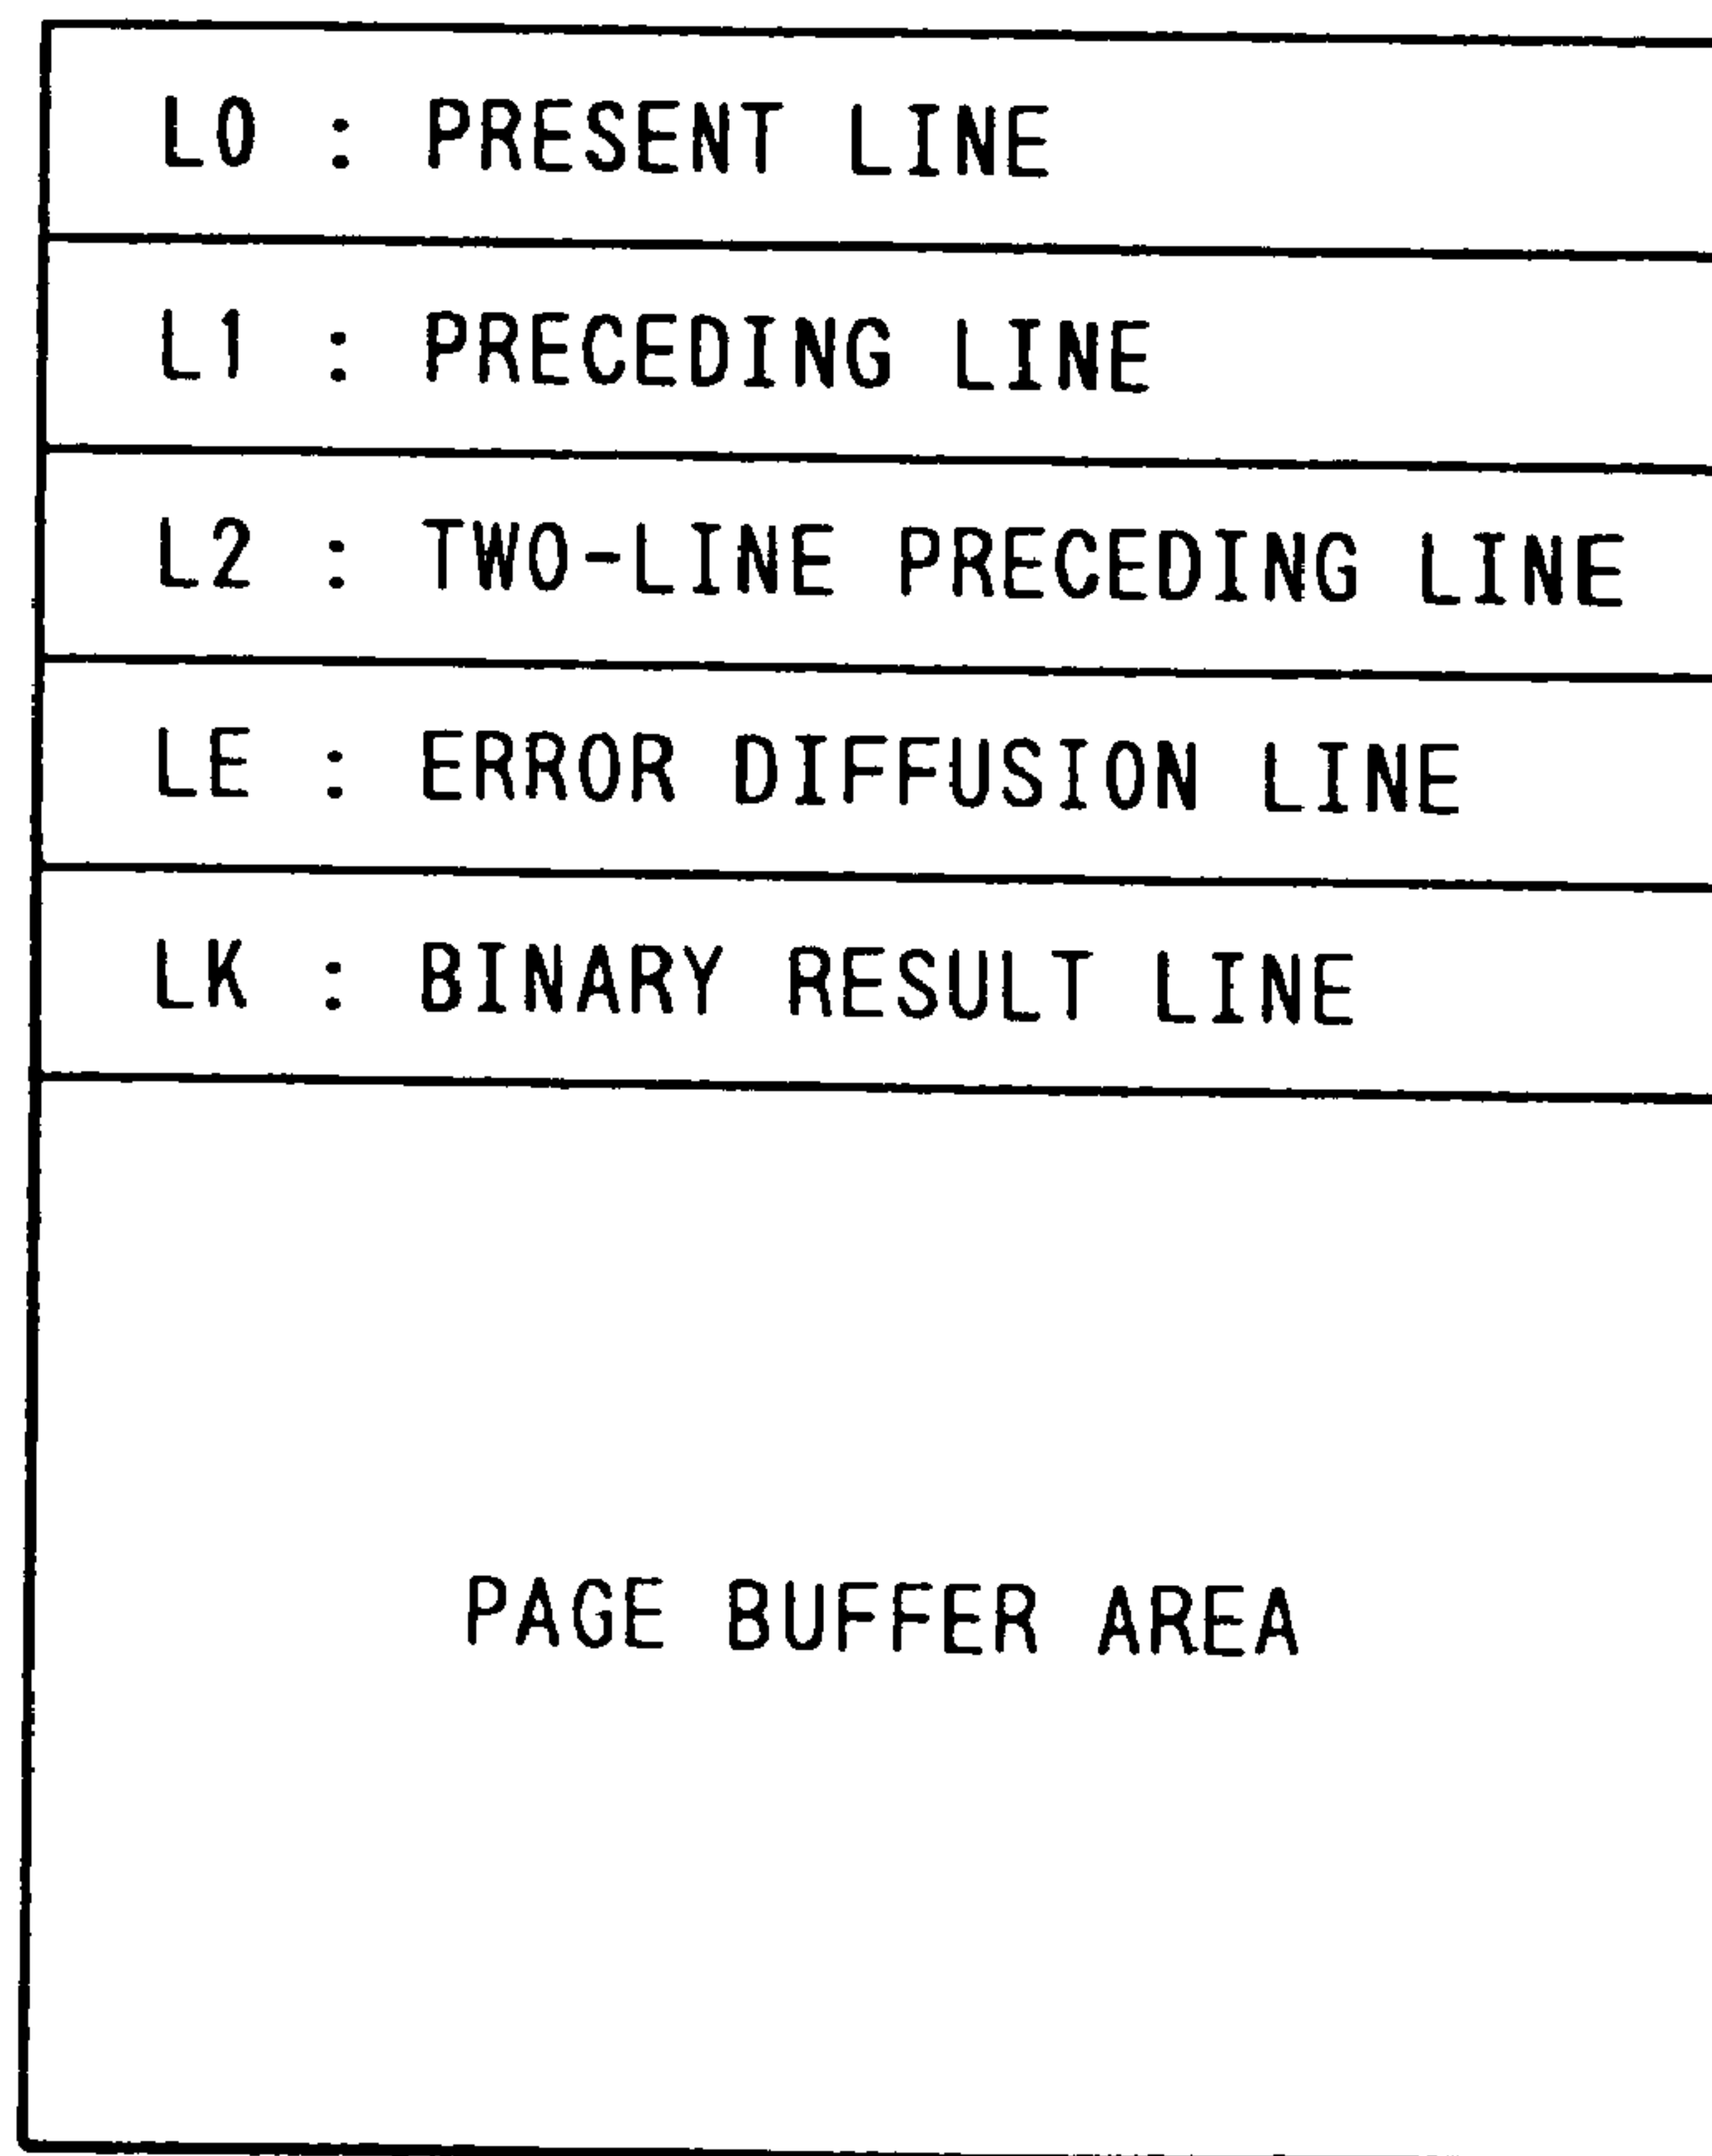 L0 : PRESENT LINE
L1 : PRECEDING LINE
L2 : TWO-LINE PRECEDING LINE
LE : ERROR DIFFUSION LINE
LK : BINARY RESULT LINE
PAGE BUFFER AREA